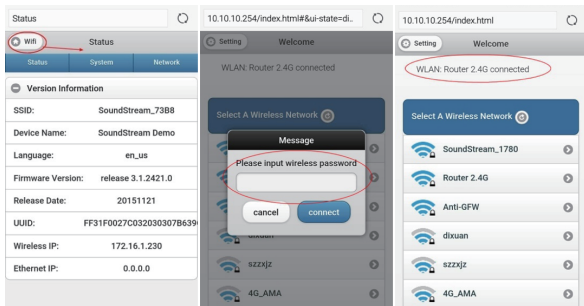 Status
Wifi
Status
Status System Network
Version Information
SSID: SoundStream_73B8
Device Name: SoundStream Demo
Language: en_us
Firmware Version: release 3.1.2421.0
Release Date: 20151121
UUID: FF31F0027C032030307B639
Wireless IP: 172.16.1.230
Ethernet IP: 0.0.0.0
10.10.10.254/index.html#&ui-state=di..
Setting Welcome
WLAN: Router 2.4G connected
Select A Wireless Network
Message
Please input wireless password
cancel connect
dixuan
szzxjz
4G_AMA
10.10.10.254/index.html
Setting Welcome
WLAN: Router 2.4G connected
Select A Wireless Network
SoundStream_1780
Router 2.4G
Anti-GFW
dixuan
szzxjz
4G_AMA